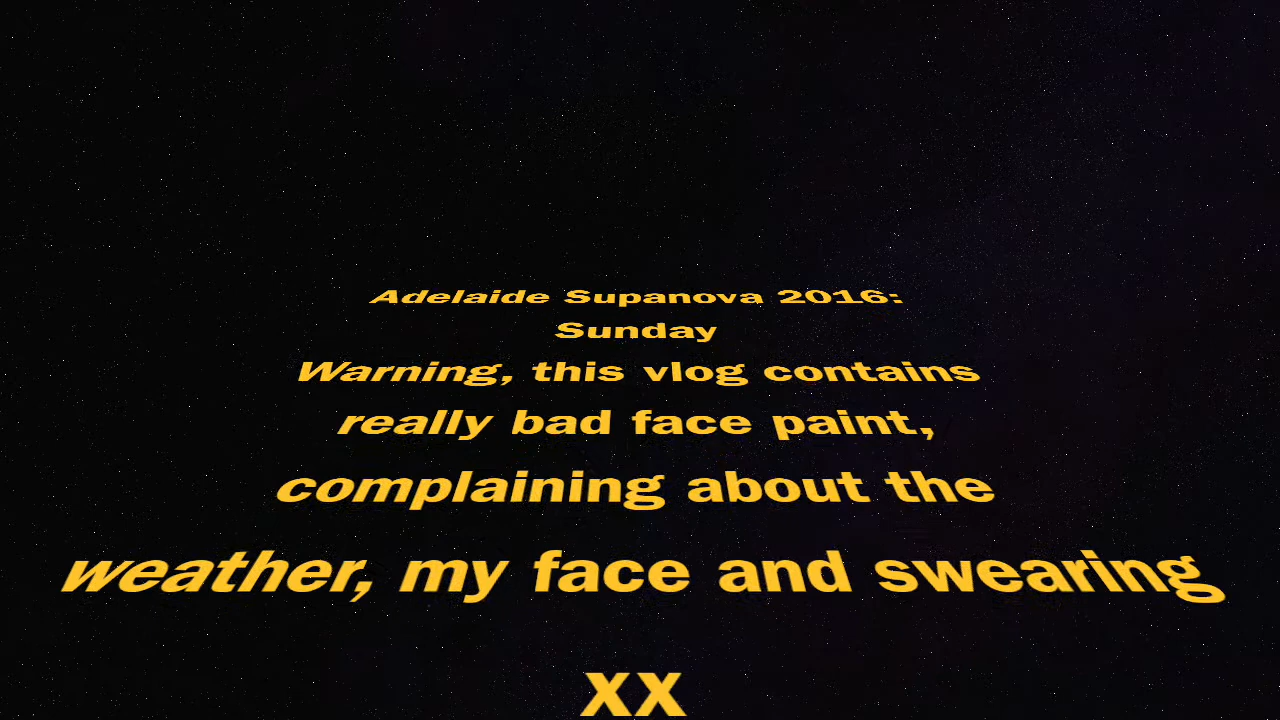 Adelaide Supanova 2016:
Sunday
Warning, this vlog contains
really bad face paint,
complaining about the
weather, my face and swearing
xx